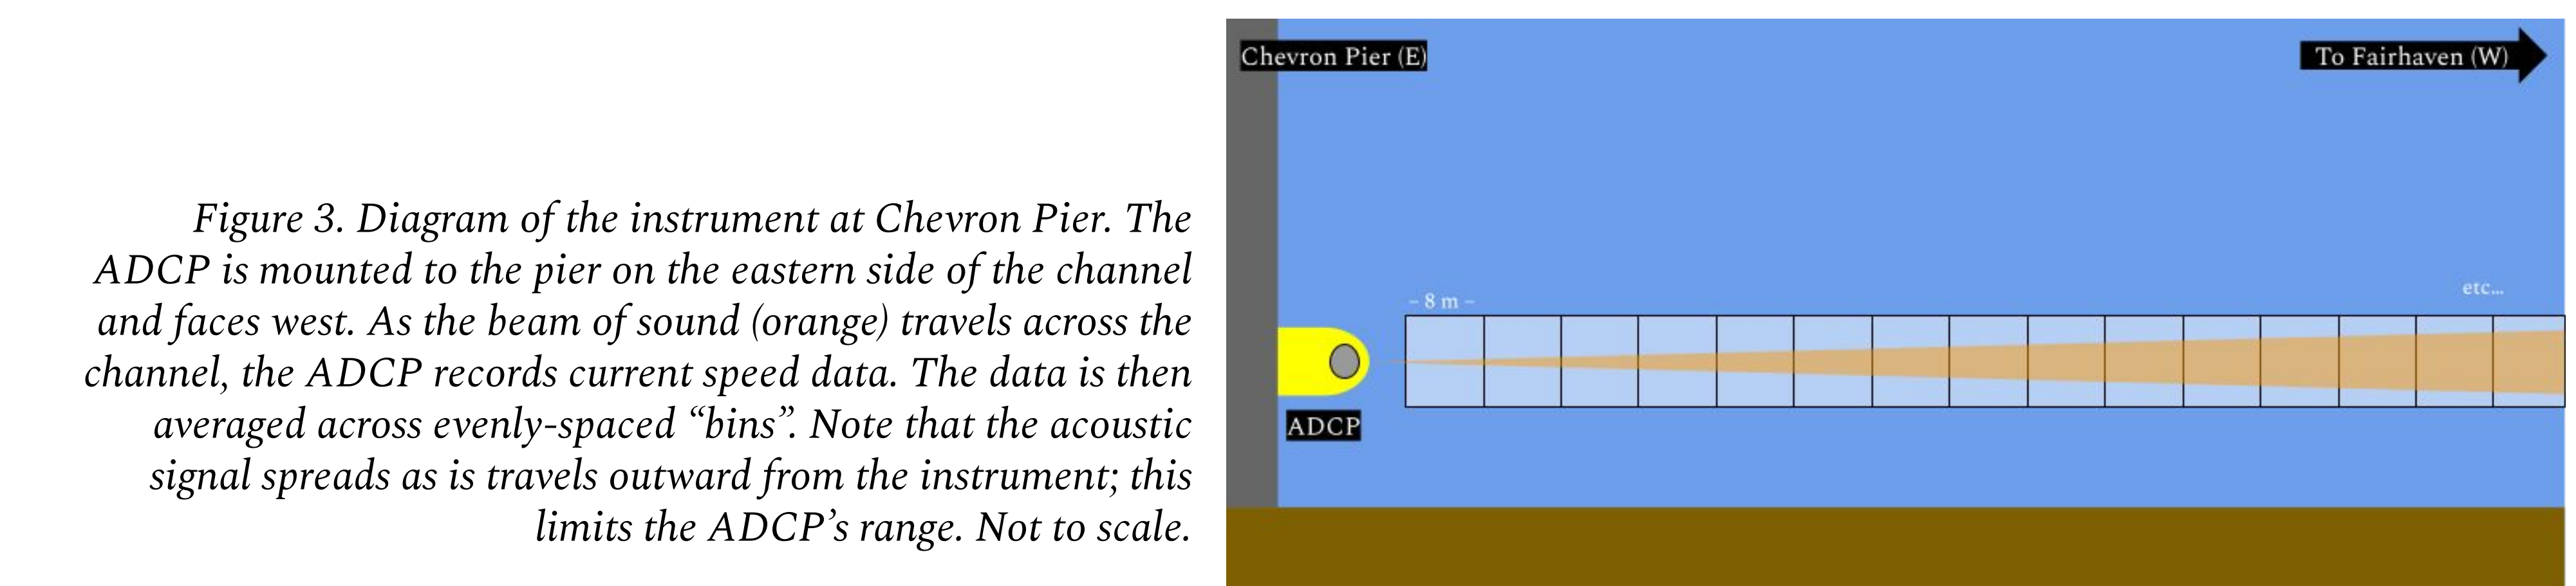 Figure 3. Diagram of the instrument at Chevron Pier. The
ADCP is mounted to the pier on the eastern side of the channel
and faces west. As the beam of sound (orange) travels across the
channel, the ADCP records current speed data. The data is then
averaged across evenly-spaced “bins”. Note that the acoustic
signal spreads as is travels outward from the instrument; this
limits the ADCP’s range. Not to scale.
Chevron Pier (E)
To Fairhaven (W)
– 8 m –
etc...
ADCP